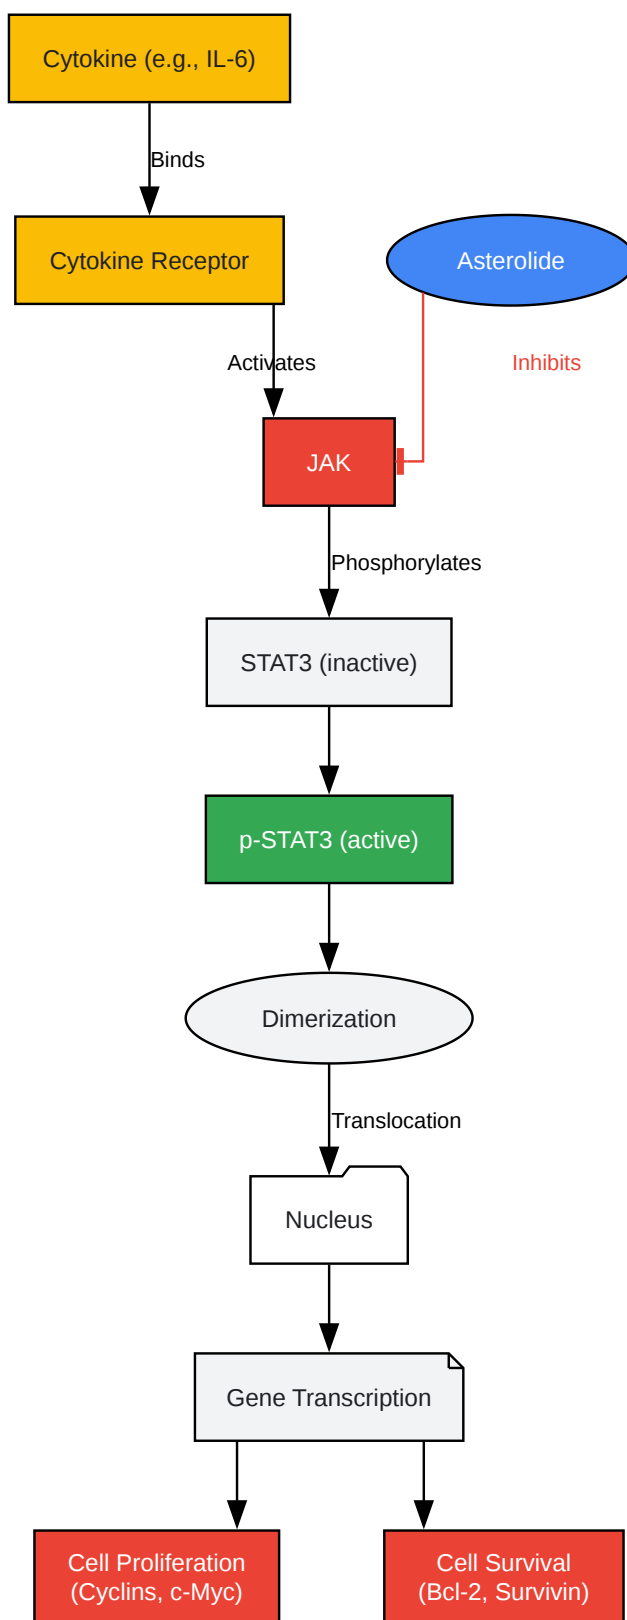 Cytokine (e.g., IL-6)
Binds
Cytokine Receptor
Asterolide
Activates
Inhibits
JAK
Phosphorylates
STAT3 (inactive)
p-STAT3 (active)
Dimerization
Translocation
Nucleus
Gene Transcription
Cell Proliferation
(Cyclins, c-Myc)
Cell Survival
(Bcl-2, Survivin)